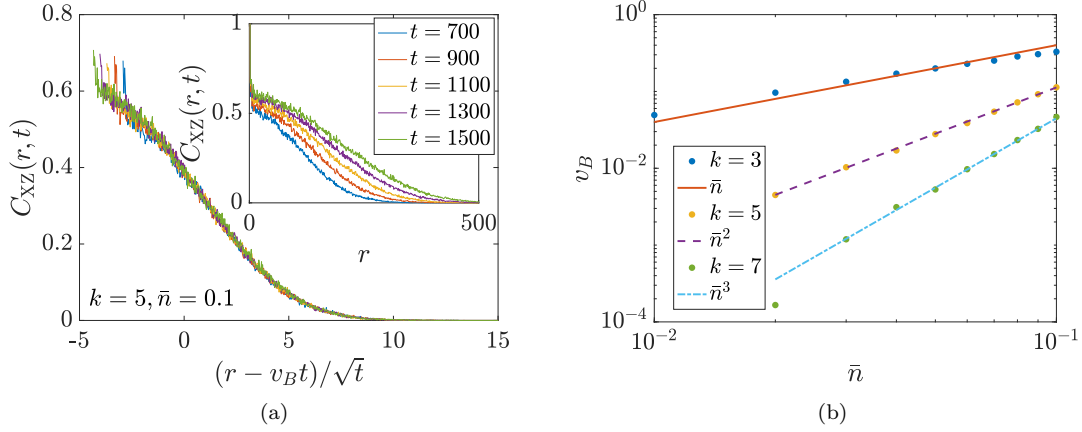 0.8
0.6
0.4
0.2
0
C_XZ(r, t)
-5 0 5 10 15
(r − v_B t)/√t
k = 5, n̄ = 0.1
1
0.5
0
C_XZ(r, t)
0 500
r
t = 700
t = 900
t = 1100
t = 1300
t = 1500
(a)
10^0
10^-2
10^-4
v_B
10^-2 10^-1
n̄
k = 3
n̄
k = 5
n̄^2
k = 7
n̄^3
(b)